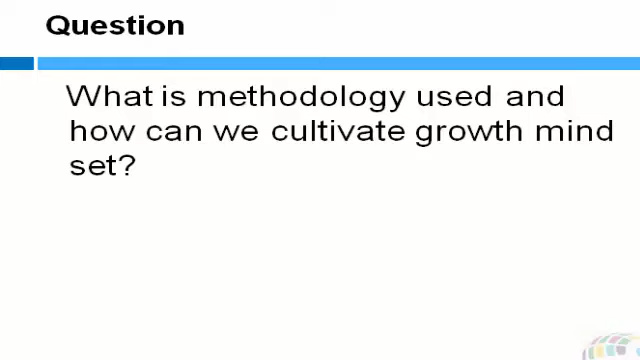 Question
What is methodology used and
how can we cultivate growth mind
set?